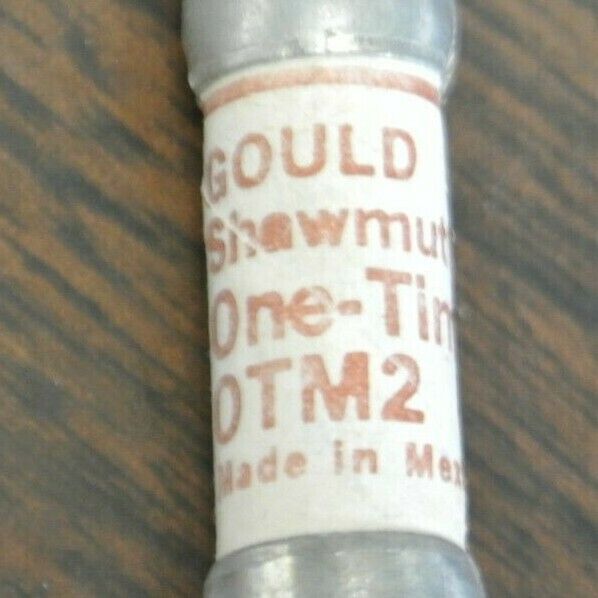 GOULD
Shawmut
One-Tim
OTM2
Made in Mex